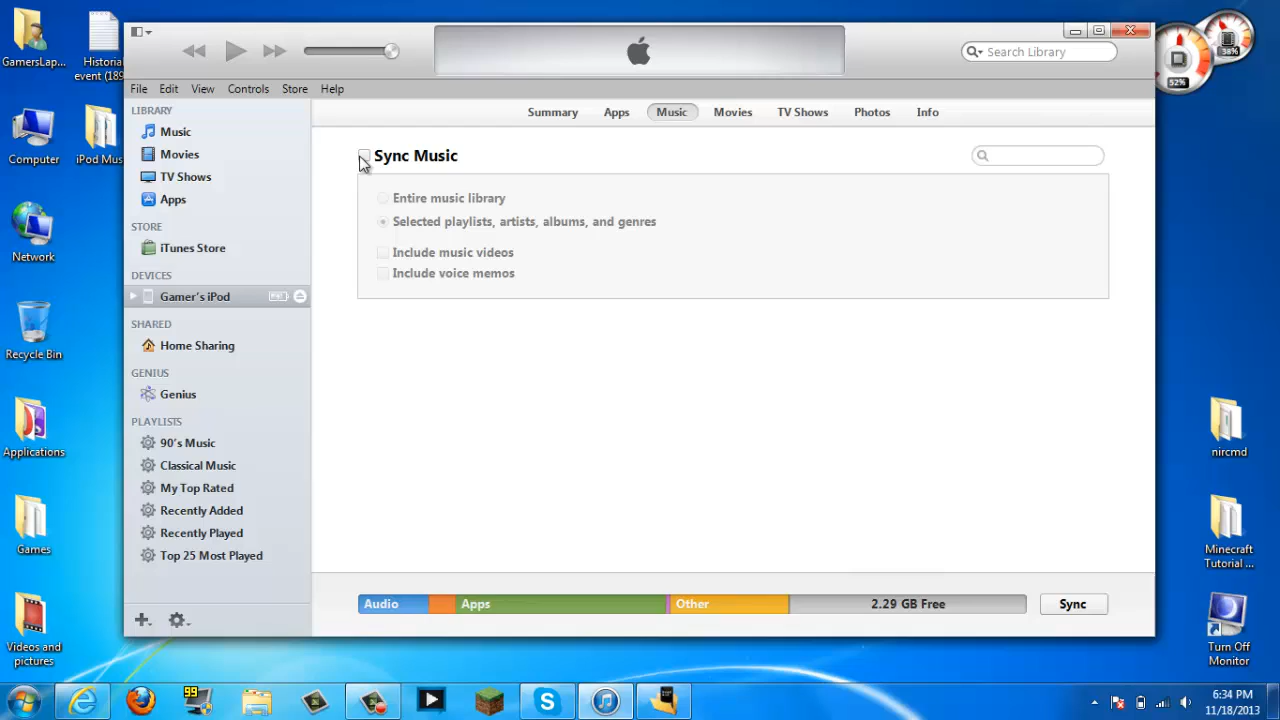 GamersLap...
Historial
event (189...
Computer
iPod Mus
Network
Recycle Bin
Applications
Games
Videos and
pictures
Search Library
File Edit View Controls Store Help
LIBRARY
Music
Movies
TV Shows
Apps
STORE
iTunes Store
DEVICES
Gamer's iPod
SHARED
Home Sharing
GENIUS
Genius
PLAYLISTS
90's Music
Classical Music
My Top Rated
Recently Added
Recently Played
Top 25 Most Played
Summary Apps Music Movies TV Shows Photos Info
Sync Music
Entire music library
Selected playlists, artists, albums, and genres
Include music videos
Include voice memos
Audio Apps Other 2.29 GB Free Sync
52%
38%
nircmd
Minecraft
Tutorial ...
Turn Off
Monitor
99
6:34 PM
11/18/2013